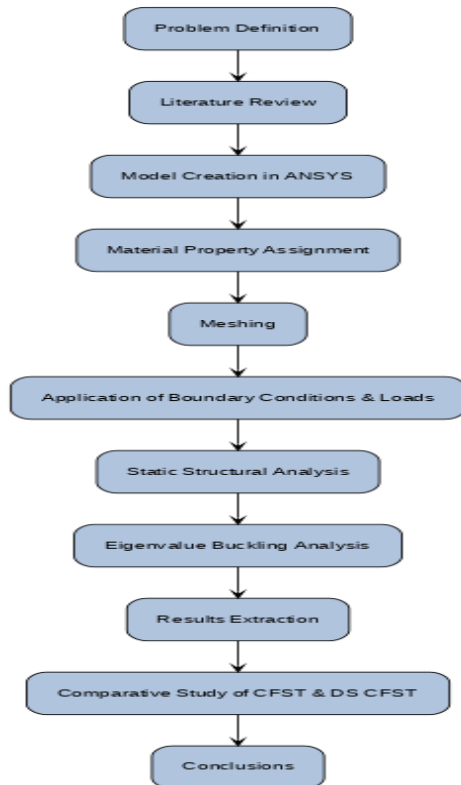 Problem Definition
Literature Review
Model Creation in ANSYS
Material Property Assignment
Meshing
Application of Boundary Conditions & Loads
Static Structural Analysis
Eigenvalue Buckling Analysis
Results Extraction
Comparative Study of CFST & DS CFST
Conclusions